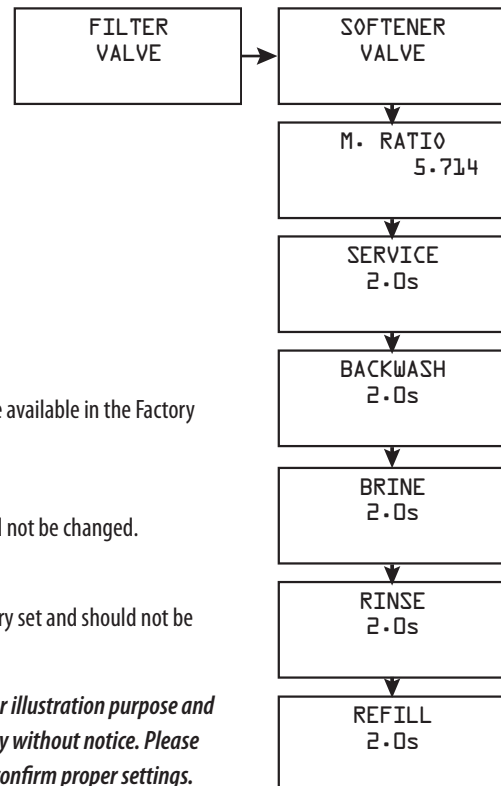 FILTER
VALVE
SOFTENER
VALVE
M. RATIO
5.714
SERVICE
2.0s
BACKWASH
2.0s
available in the Factory
BRINE
2.0s
not be changed.
RINSE
2.0s
ry set and should not be
r illustration purpose and
REFILL
y without notice. Please
2.0s
confirm proper settings.